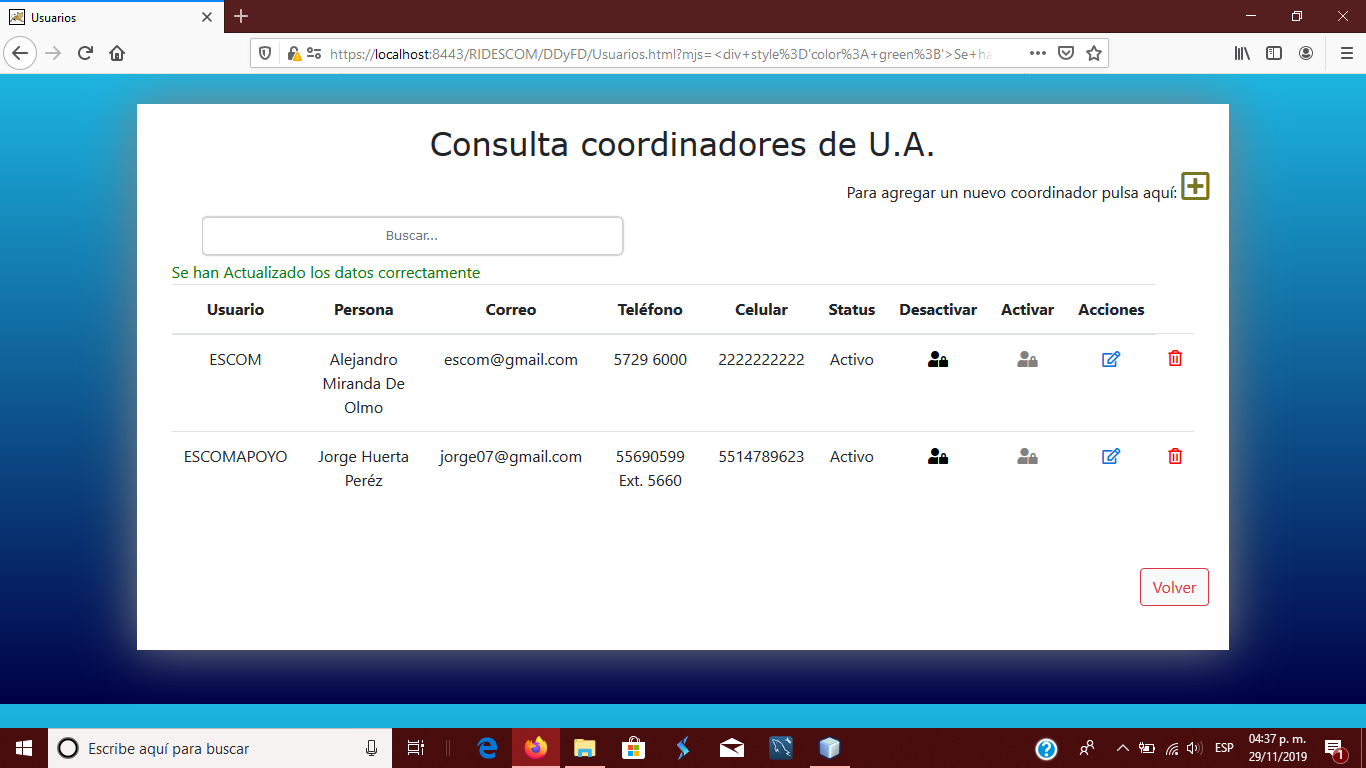 Usuarios
https://localhost:8443/RIDESCOM/DDyFD/Usuarios.html?mjs=<div+style%3D'color%3A+green%3B'>Se+ha
Consulta coordinadores de U.A.
Para agregar un nuevo coordinador pulsa aquí:
Buscar...
Se han Actualizado los datos correctamente
Usuario Persona Correo Teléfono Celular Status Desactivar Activar Acciones
ESCOM Alejandro escom@gmail.com 5729 6000 2222222222 Activo
Miranda De
Olmo
ESCOMAPOYO Jorge Huerta jorge07@gmail.com 55690599 5514789623 Activo
Peréz Ext. 5660
Volver
Escribe aquí para buscar
ESP
04:37 p. m.
29/11/2019
1